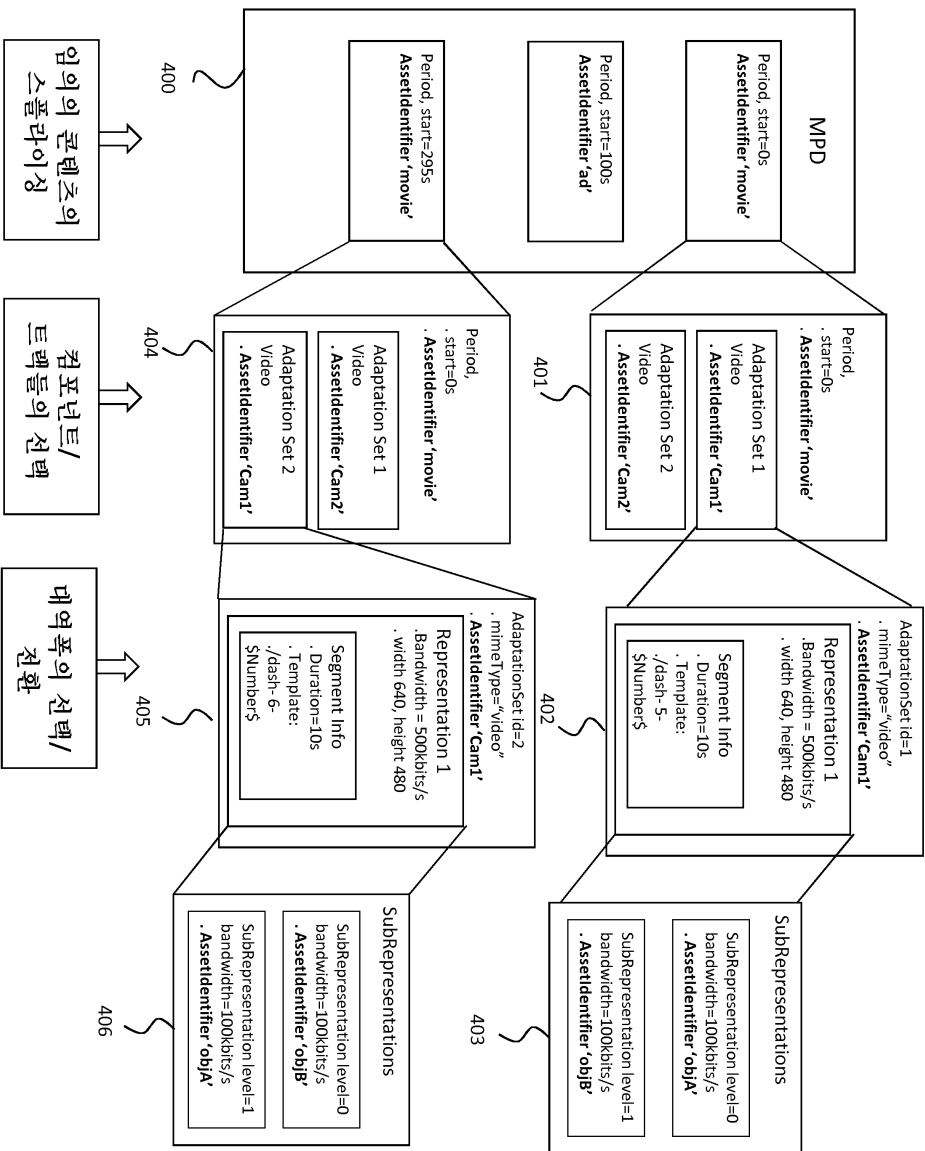 MPD
Period, start=0s
AssetIdentifier 'movie'
Period, start=100s
AssetIdentifier 'ad'
Period, start=295s
AssetIdentifier 'movie'
400
임의의 콘텐츠의
스플라이싱
Period,
. start=0s
. AssetIdentifier 'movie'
Adaptation Set 1
Video
. AssetIdentifier 'Cam1'
Adaptation Set 2
Video
. AssetIdentifier 'Cam2'
401
Period,
. start=0s
. AssetIdentifier 'movie'
Adaptation Set 1
Video
. AssetIdentifier 'Cam2'
Adaptation Set 2
Video
. AssetIdentifier 'Cam1'
404
컴포넌트/
트랙들의 선택
AdaptationSet id=1
. mimeType="video"
. AssetIdentifier 'Cam1'
Representation 1
.Bandwidth = 500kbits/s
. width 640, height 480
Segment Info
. Duration=10s
. Template:
./dash- 5-
$Number$
402
AdaptationSet id=2
. mimeType="video"
. AssetIdentifier 'Cam1'
Representation 1
.Bandwidth = 500kbits/s
. width 640, height 480
Segment Info
. Duration=10s
. Template:
./dash- 6-
$Number$
405
대역폭의 선택/
전환
SubRepresentations
SubRepresentation level=0
bandwidth=100kbits/s
. AssetIdentifier 'objA'
SubRepresentation level=1
bandwidth=100kbits/s
. AssetIdentifier 'objB'
403
SubRepresentations
SubRepresentation level=0
bandwidth=100kbits/s
. AssetIdentifier 'objB'
SubRepresentation level=1
bandwidth=100kbits/s
. AssetIdentifier 'objA'
406